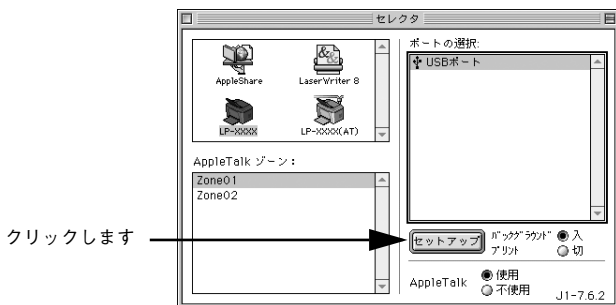 セレクタ
AppleShare
LaserWriter 8
LP-XXXX
LP-XXXX(AT)
AppleTalk ゾーン：
Zone01
Zone02
ポートの選択:
USBポート
クリックします
セットアップ
バックグラウンド
プリント
入
切
AppleTalk
使用
不使用
J1-7.6.2